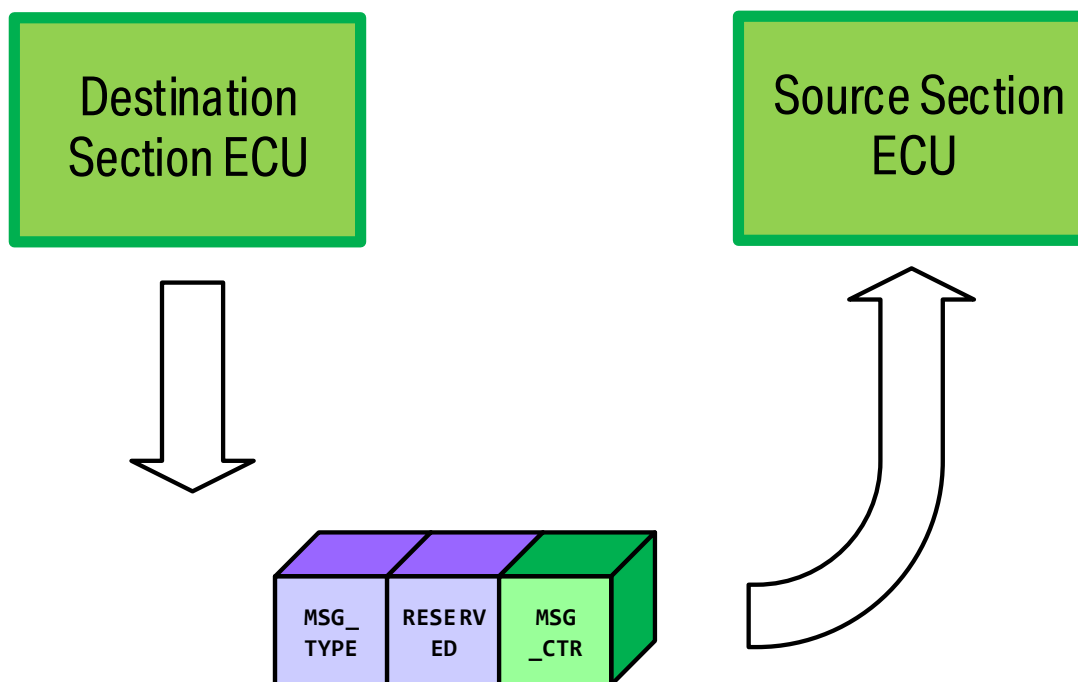 Destination
Section ECU
Source Section
ECU
MSG_
TYPE
RESERV
ED
MSG
_CTR